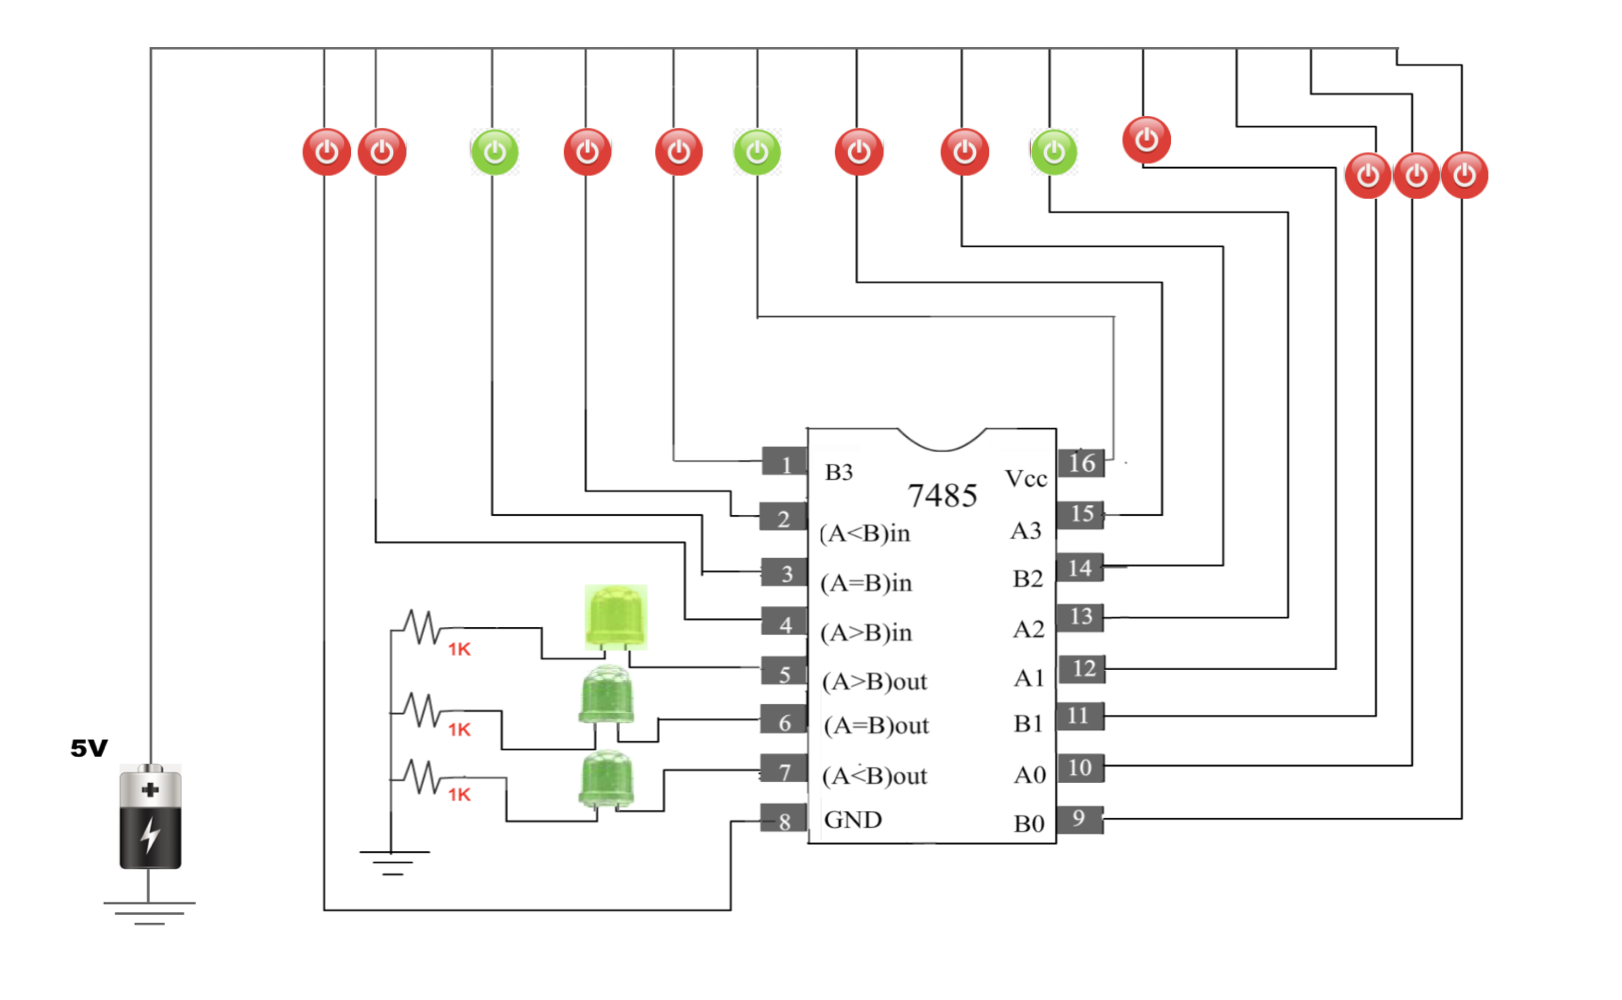 1 B3
2 (A<B)in
3 (A=B)in
4 (A>B)in
5 (A>B)out
6 (A=B)out
7 (A<B)out
8 GND
7485
Vcc 16
A3 15
B2 14
A2 13
A1 12
B1 11
A0 10
B0 9
1K
1K
1K
5V
+